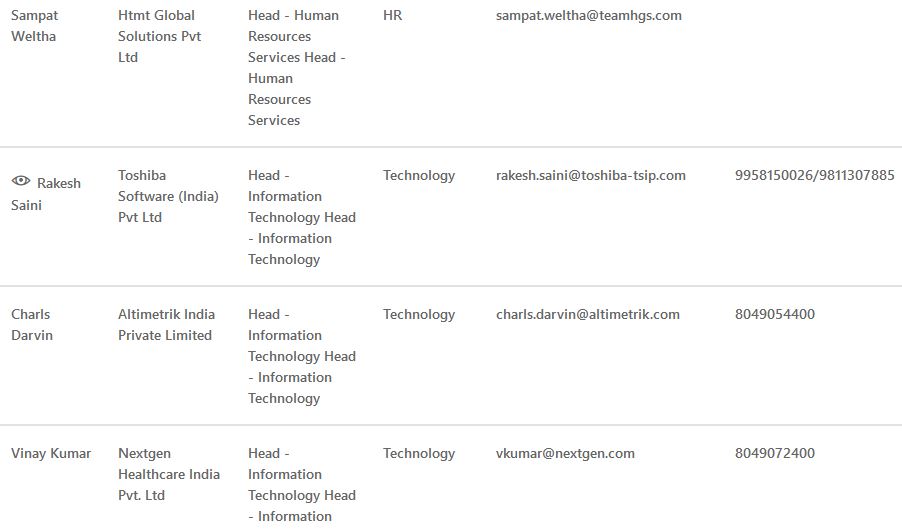 Sampat Weltha
Htmt Global Solutions Pvt Ltd
Head - Human Resources Services Head - Human Resources Services
HR
sampat.weltha@teamhgs.com
Rakesh Saini
Toshiba Software (India) Pvt Ltd
Head - Information Technology Head - Information Technology
Technology
rakesh.saini@toshiba-tsip.com
9958150026/9811307885
Charls Darvin
Altimetrik India Private Limited
Head - Information Technology Head - Information Technology
Technology
charls.darvin@altimetrik.com
8049054400
Vinay Kumar
Nextgen Healthcare India Pvt. Ltd
Head - Information Technology Head - Information
Technology
vkumar@nextgen.com
8049072400